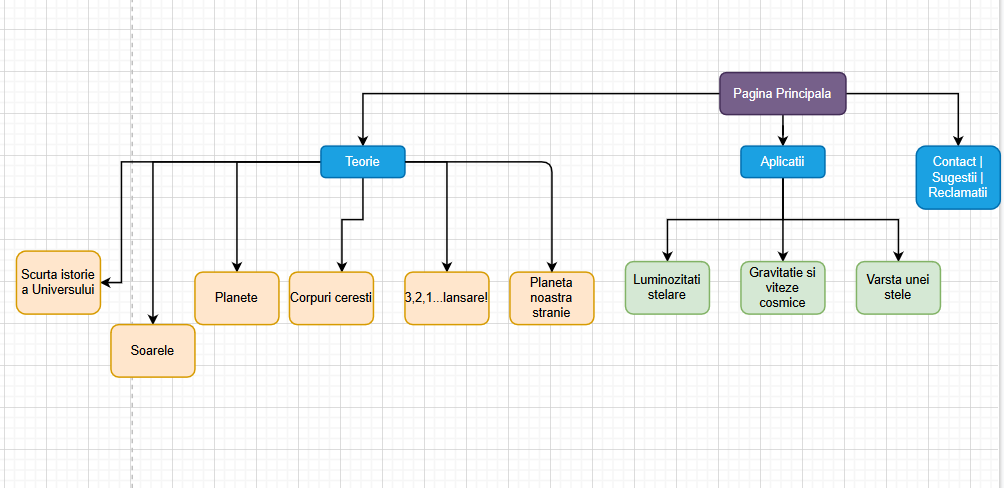 Pagina Principala
Teorie
Aplicatii
Contact |
Sugestii |
Reclamatii
Scurta istorie
a Universului
Soarele
Planete
Corpuri ceresti
3,2,1...lansare!
Planeta
noastra
stranie
Luminozitati
stelare
Gravitatie si
viteze
cosmice
Varsta unei
stele